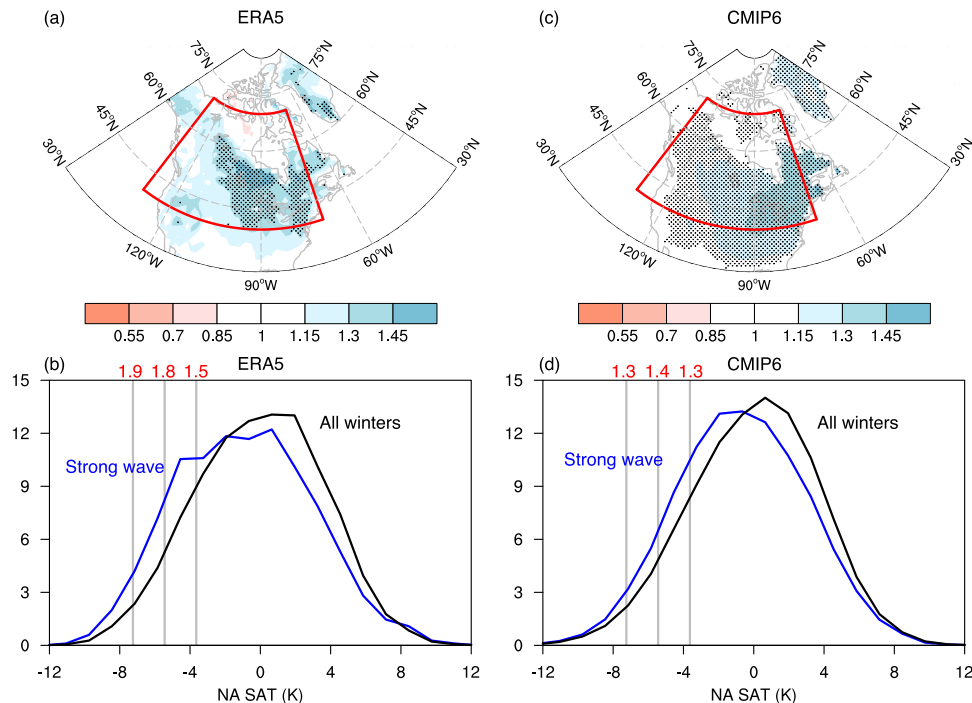 (a) ERA5
75°N 75°N
60°N 60°N
45°N 45°N
30°N 30°N
120°W 60°W
90°W
0.55 0.7 0.85 1 1.15 1.3 1.45
(c) CMIP6
75°N 75°N
60°N 60°N
45°N 45°N
30°N 30°N
120°W 60°W
90°W
0.55 0.7 0.85 1 1.15 1.3 1.45
(b) ERA5
1.9 1.8 1.5
15
12
9
6
3
0
All winters
Strong wave
-12 -8 -4 0 4 8 12
NA SAT (K)
(d) CMIP6
1.3 1.4 1.3
15
12
9
6
3
0
All winters
Strong wave
-12 -8 -4 0 4 8 12
NA SAT (K)